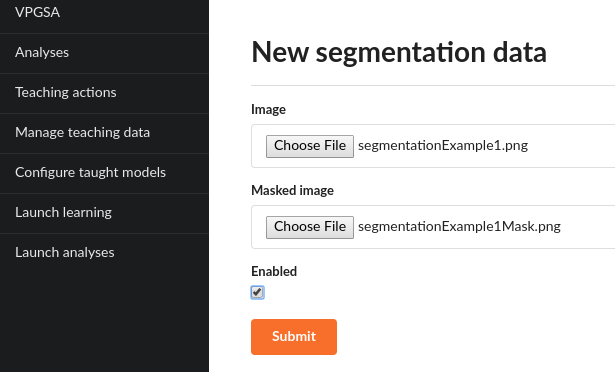 VPGSA
Analyses
Teaching actions
Manage teaching data
Configure taught models
Launch learning
Launch analyses
New segmentation data
Image
Choose File segmentationExample1.png
Masked image
Choose File segmentationExample1Mask.png
Enabled
Submit